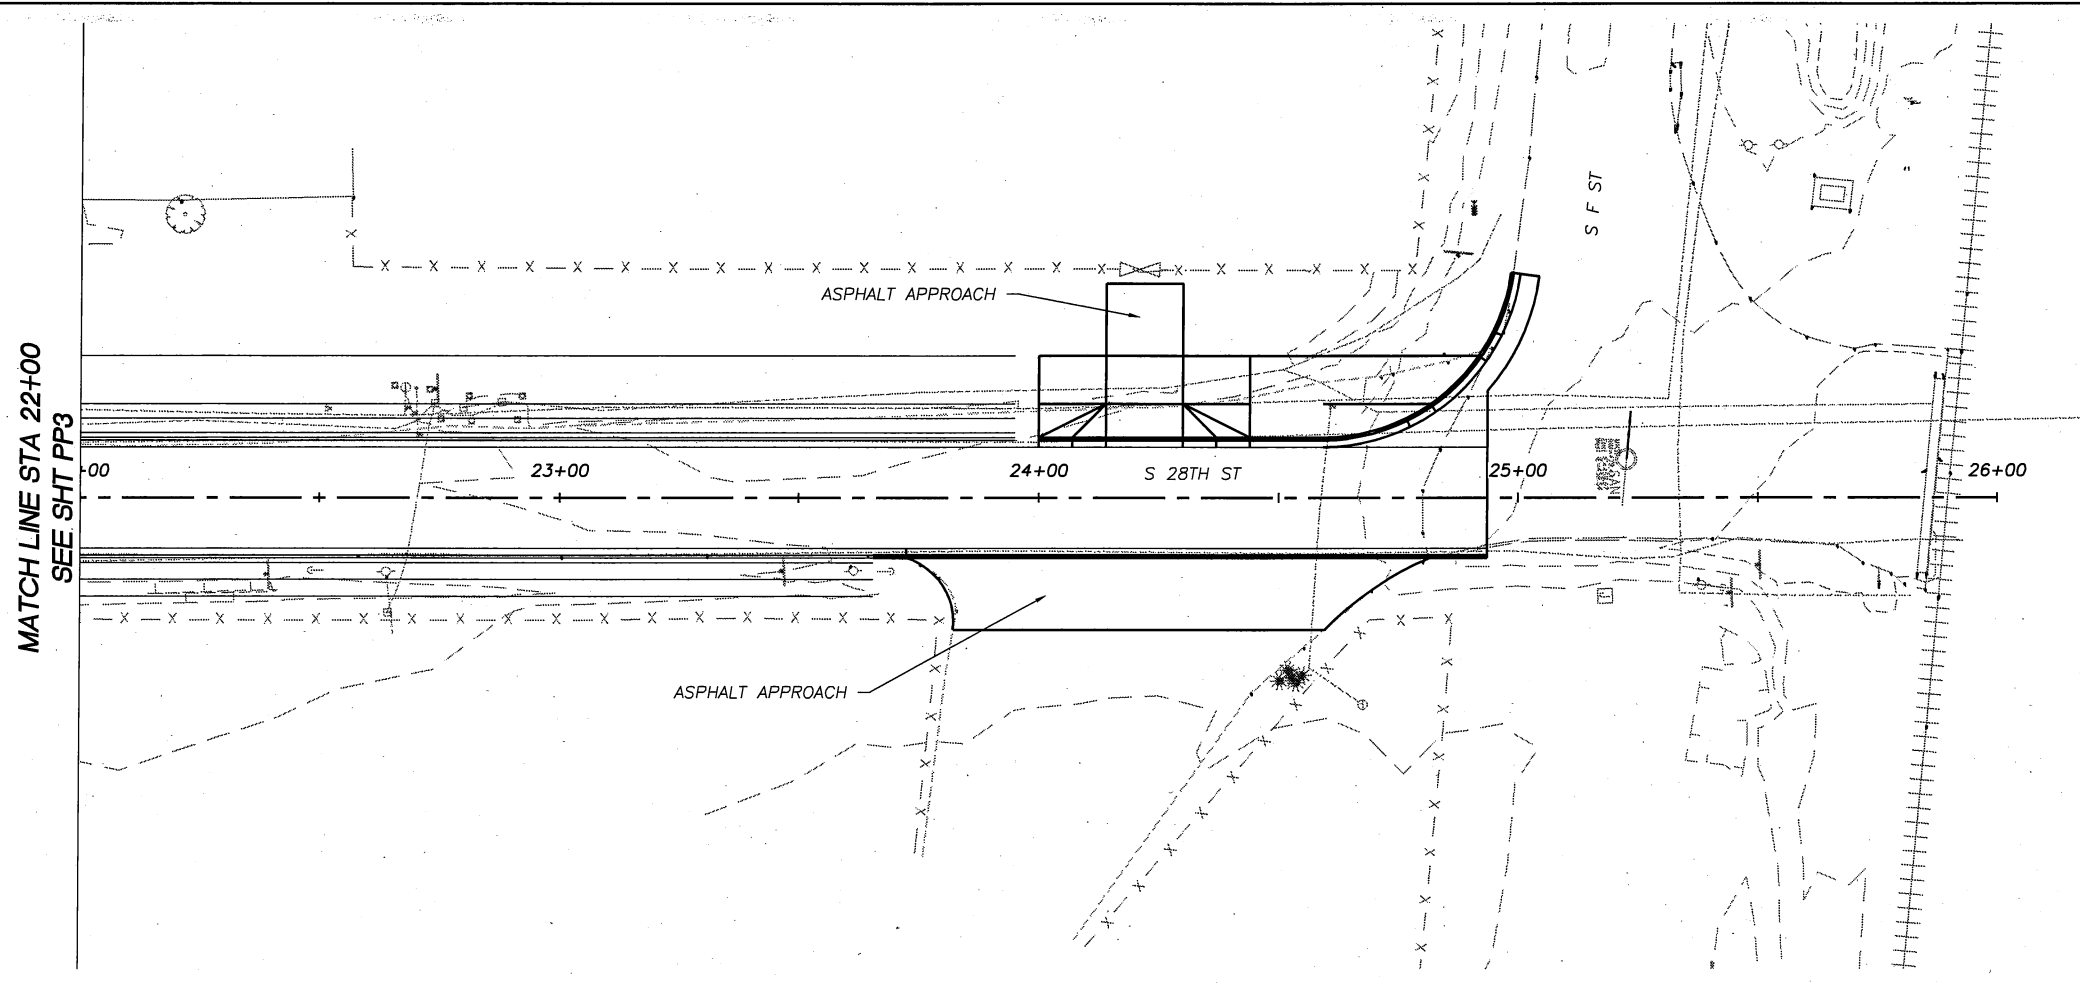 S F ST
ASPHALT APPROACH
MATCH LINE STA 22+00
SEE SHT PP3
+00
23+00
24+00
S 28TH ST
25+00
26+00
ASPHALT APPROACH